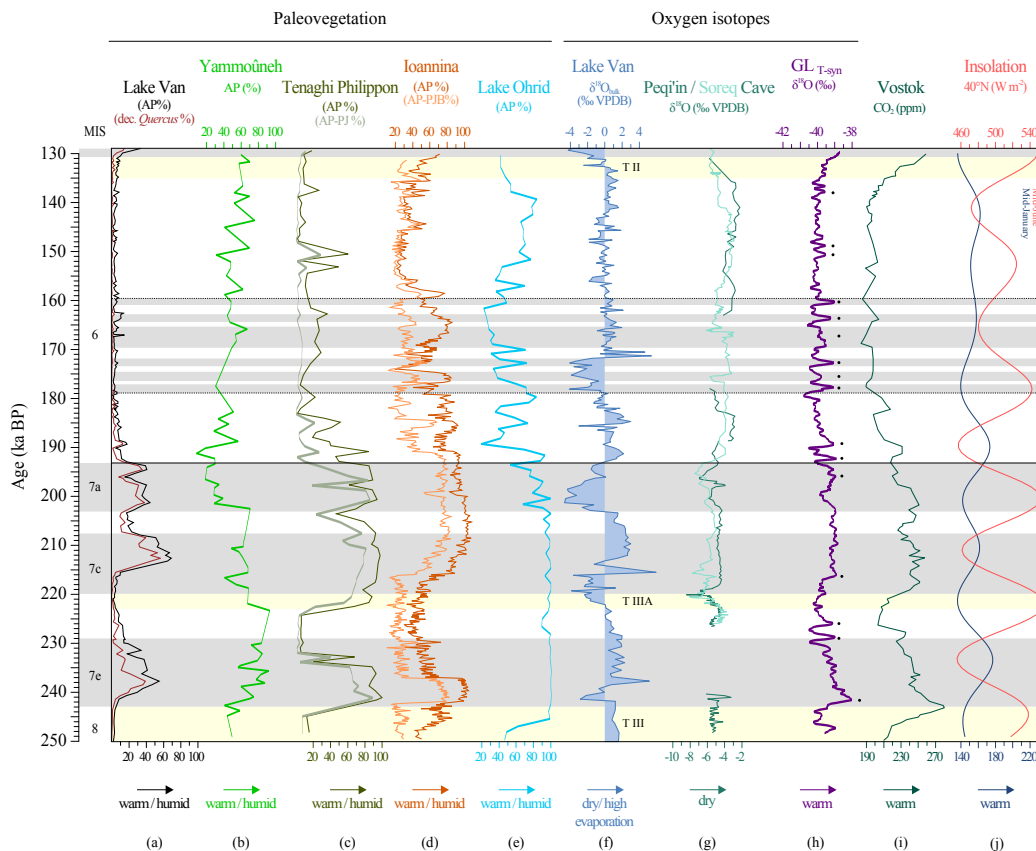 Paleovegetation
Oxygen isotopes
MIS
Lake Van
(AP%)
(dec. Quercus %)
Yammoûneh
AP (%)
20 40 60 80 100
Tenaghi Philippon
(AP %)
(AP-PJ %)
Ioannina
(AP %)
(AP-PJB%)
20 60 80 100
Lake Ohrid
(AP %)
Lake Van
δ18Obulk
(‰ VPDB)
-4 -2 0 2 4
Peqi'in / Soreq Cave
δ18O (‰ VPDB)
GL T-syn
δ18O (‰)
-42 -40 -38
Vostok
CO2 (ppm)
Insolation
40°N (W m-2)
460 500 540
Mid-January
Age (ka BP)
130
140
150
160
170
180
190
200
210
220
230
240
250
6
7a
7c
7e
8
T II
T IIIA
T III
20 40 60 80 100
20 40 60 80 100
20 40 60 80 100
-10 -8 -6 -4 -2
190 230 270
140 180 220
warm / humid
warm / humid
warm / humid
warm / humid
warm / humid
dry/ high
evaporation
dry
warm
warm
warm
(a) (b) (c) (d) (e) (f) (g) (h) (i) (j)